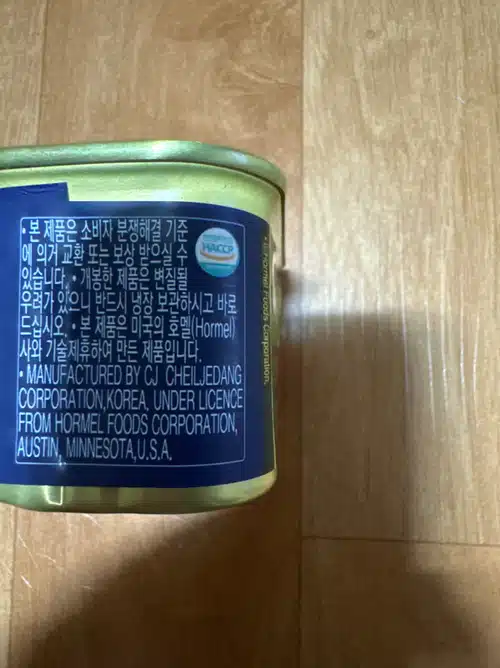 • 본 제품은 소비자 분쟁해결 기준
에 의거 교환 또는 보상 받으실 수
있습니다. • 개봉한 제품은 변질될
우려가 있으니 반드시 냉장 보관하시고 바로
드십시오. • 본 제품은 미국의 호멜(Hormel)
사와 기술제휴하여 만든 제품입니다.
• MANUFACTURED BY CJ CHEILJEDANG
CORPORATION,KOREA, UNDER LICENCE
FROM HORMEL FOODS CORPORATION,
AUSTIN, MINNESOTA,U.S.A.
HACCP
Hormel Foods Corporation.